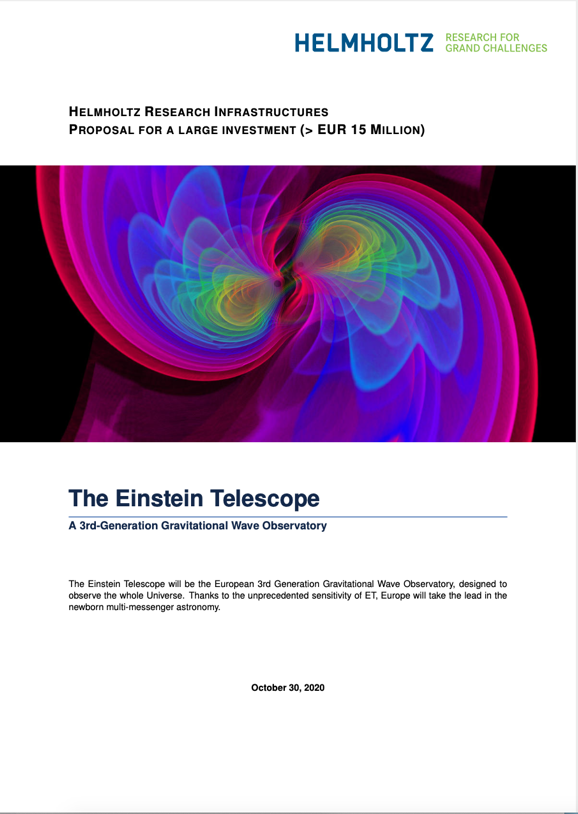 HELMHOLTZ RESEARCH FOR
GRAND CHALLENGES
HELMHOLTZ RESEARCH INFRASTRUCTURES
PROPOSAL FOR A LARGE INVESTMENT (> EUR 15 MILLION)
The Einstein Telescope
A 3rd-Generation Gravitational Wave Observatory
The Einstein Telescope will be the European 3rd Generation Gravitational Wave Observatory, designed to
observe the whole Universe. Thanks to the unprecedented sensitivity of ET, Europe will take the lead in the
newborn multi-messenger astronomy.
October 30, 2020